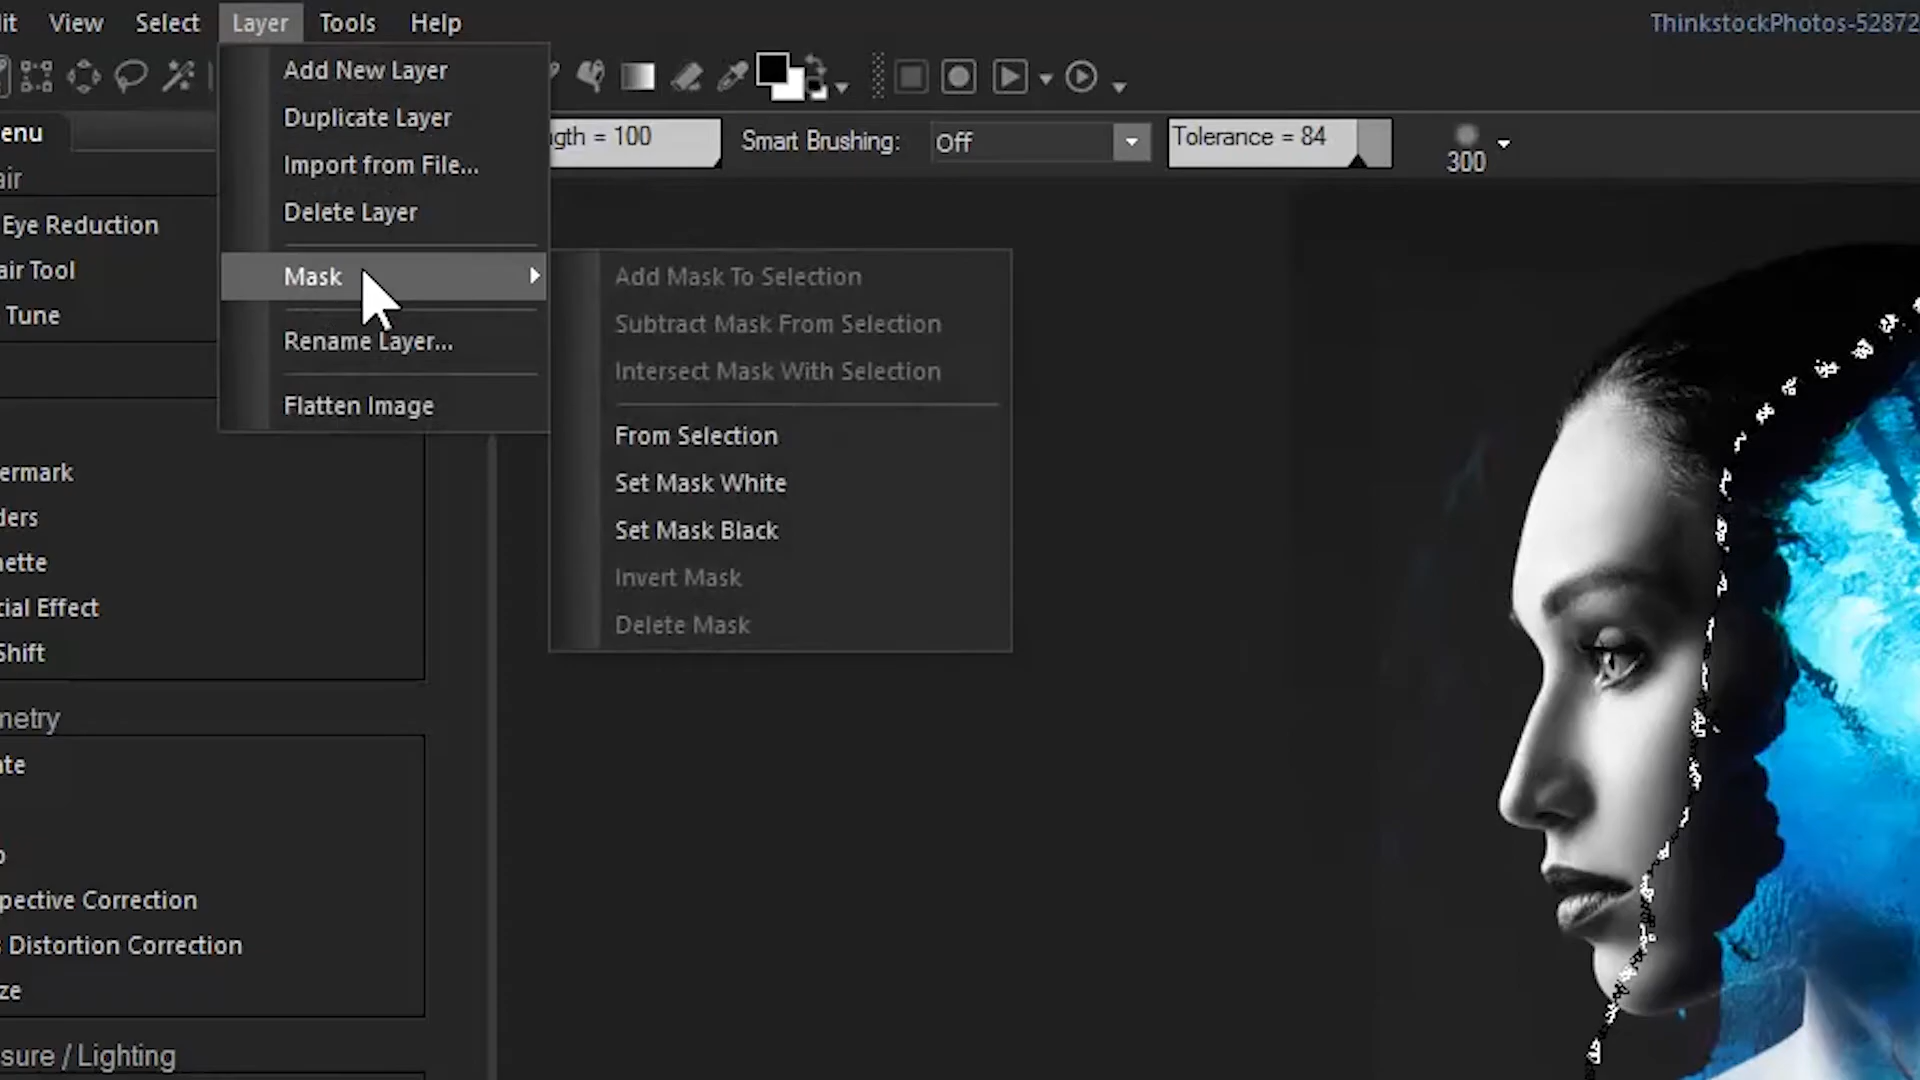 it View Select Layer Tools Help
ThinkstockPhotos-52872
Add New Layer
Duplicate Layer
Import from File...
Delete Layer
Mask
Rename Layer...
Flatten Image
gth = 100
Smart Brushing: Off
Tolerance = 84
300
Add Mask To Selection
Subtract Mask From Selection
Intersect Mask With Selection
From Selection
Set Mask White
Set Mask Black
Invert Mask
Delete Mask
enu
air
Eye Reduction
air Tool
Tune
ermark
ders
ette
cial Effect
Shift
metry
ate
p
pective Correction
s Distortion Correction
ze
sure / Lighting